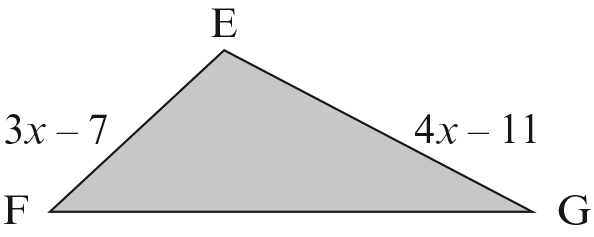 E
3x – 7
4x – 11
F
G